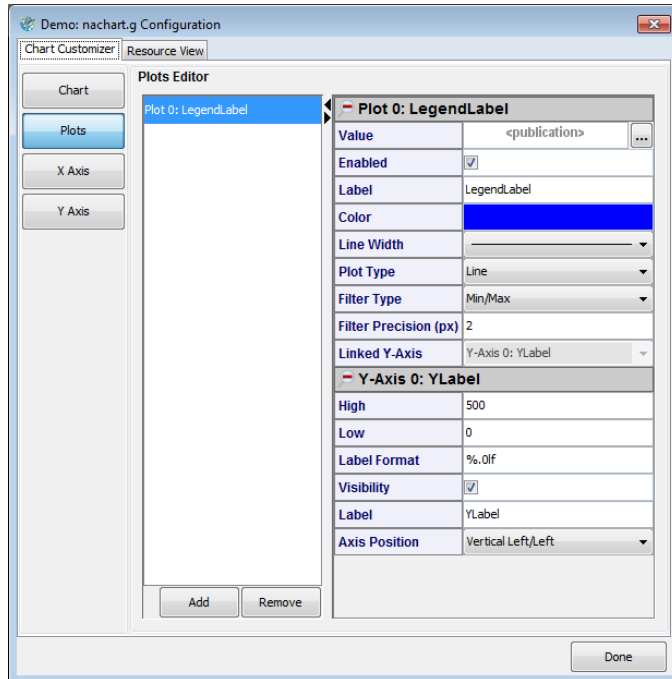 Demo: nachart.g Configuration
Chart Customizer Resource View
Chart
Plots
X Axis
Y Axis
Plots Editor
Plot 0: LegendLabel
Plot 0: LegendLabel
Value <publication> ...
Enabled
Label LegendLabel
Color
Line Width
Plot Type Line
Filter Type Min/Max
Filter Precision (px) 2
Linked Y-Axis Y-Axis 0: YLabel
Y-Axis 0: YLabel
High 500
Low 0
Label Format %.0lf
Visibility
Label YLabel
Axis Position Vertical Left/Left
Add Remove
Done